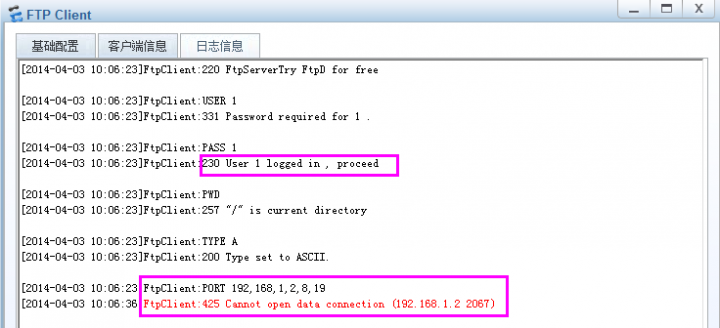 FTP Client
基础配置 客户端信息 日志信息
[2014-04-03 10:06:23]FtpClient:220 FtpServerTry FtpD for free
[2014-04-03 10:06:23]FtpClient:USER 1
[2014-04-03 10:06:23]FtpClient:331 Password required for 1 .
[2014-04-03 10:06:23]FtpClient:PASS 1
[2014-04-03 10:06:23]FtpClient:230 User 1 logged in , proceed
[2014-04-03 10:06:23]FtpClient:PWD
[2014-04-03 10:06:23]FtpClient:257 "/" is current directory
[2014-04-03 10:06:23]FtpClient:TYPE A
[2014-04-03 10:06:23]FtpClient:200 Type set to ASCII.
[2014-04-03 10:06:23]FtpClient:PORT 192,168,1,2,8,19
[2014-04-03 10:06:36]FtpClient:425 Cannot open data connection (192.168.1.2 2067)